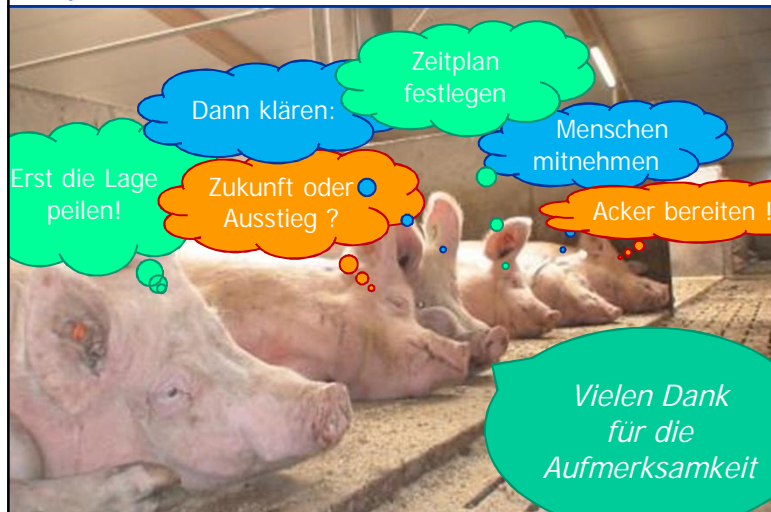 Erst die Lage
peilen!
Dann klären:
Zukunft oder
Ausstieg ?
Zeitplan
festlegen
Menschen
mitnehmen
Acker bereiten !
Vielen Dank
für die
Aufmerksamkeit